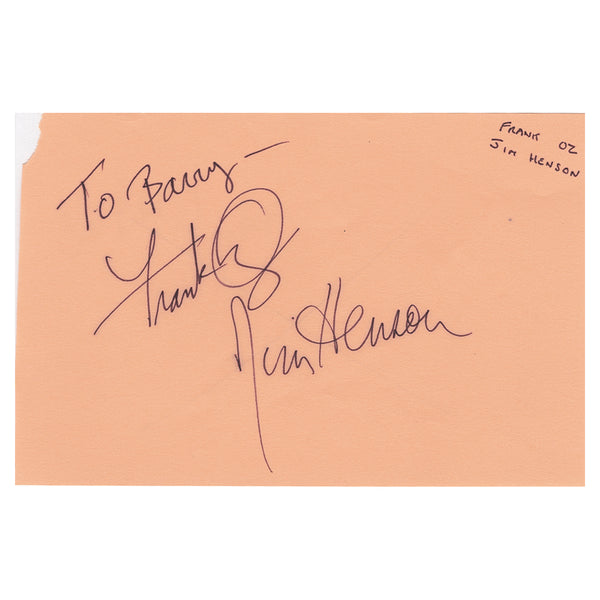 FRANK OZ
JIM HENSON
To Barry—
Frank Oz
Jim Henson